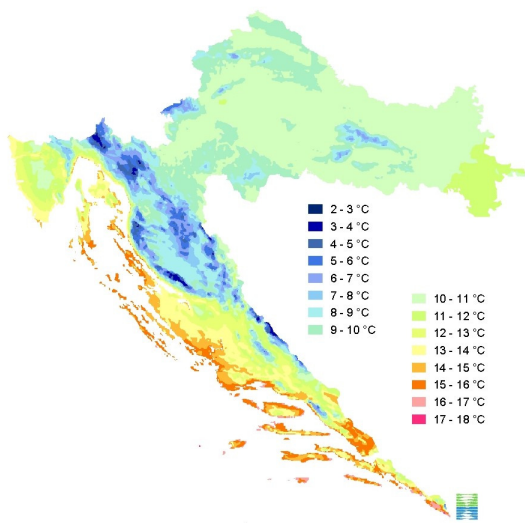 2 - 3 °C
3 - 4 °C
4 - 5 °C
5 - 6 °C
6 - 7 °C
7 - 8 °C
8 - 9 °C
9 - 10 °C
10 - 11 °C
11 - 12 °C
12 - 13 °C
13 - 14 °C
14 - 15 °C
15 - 16 °C
16 - 17 °C
17 - 18 °C